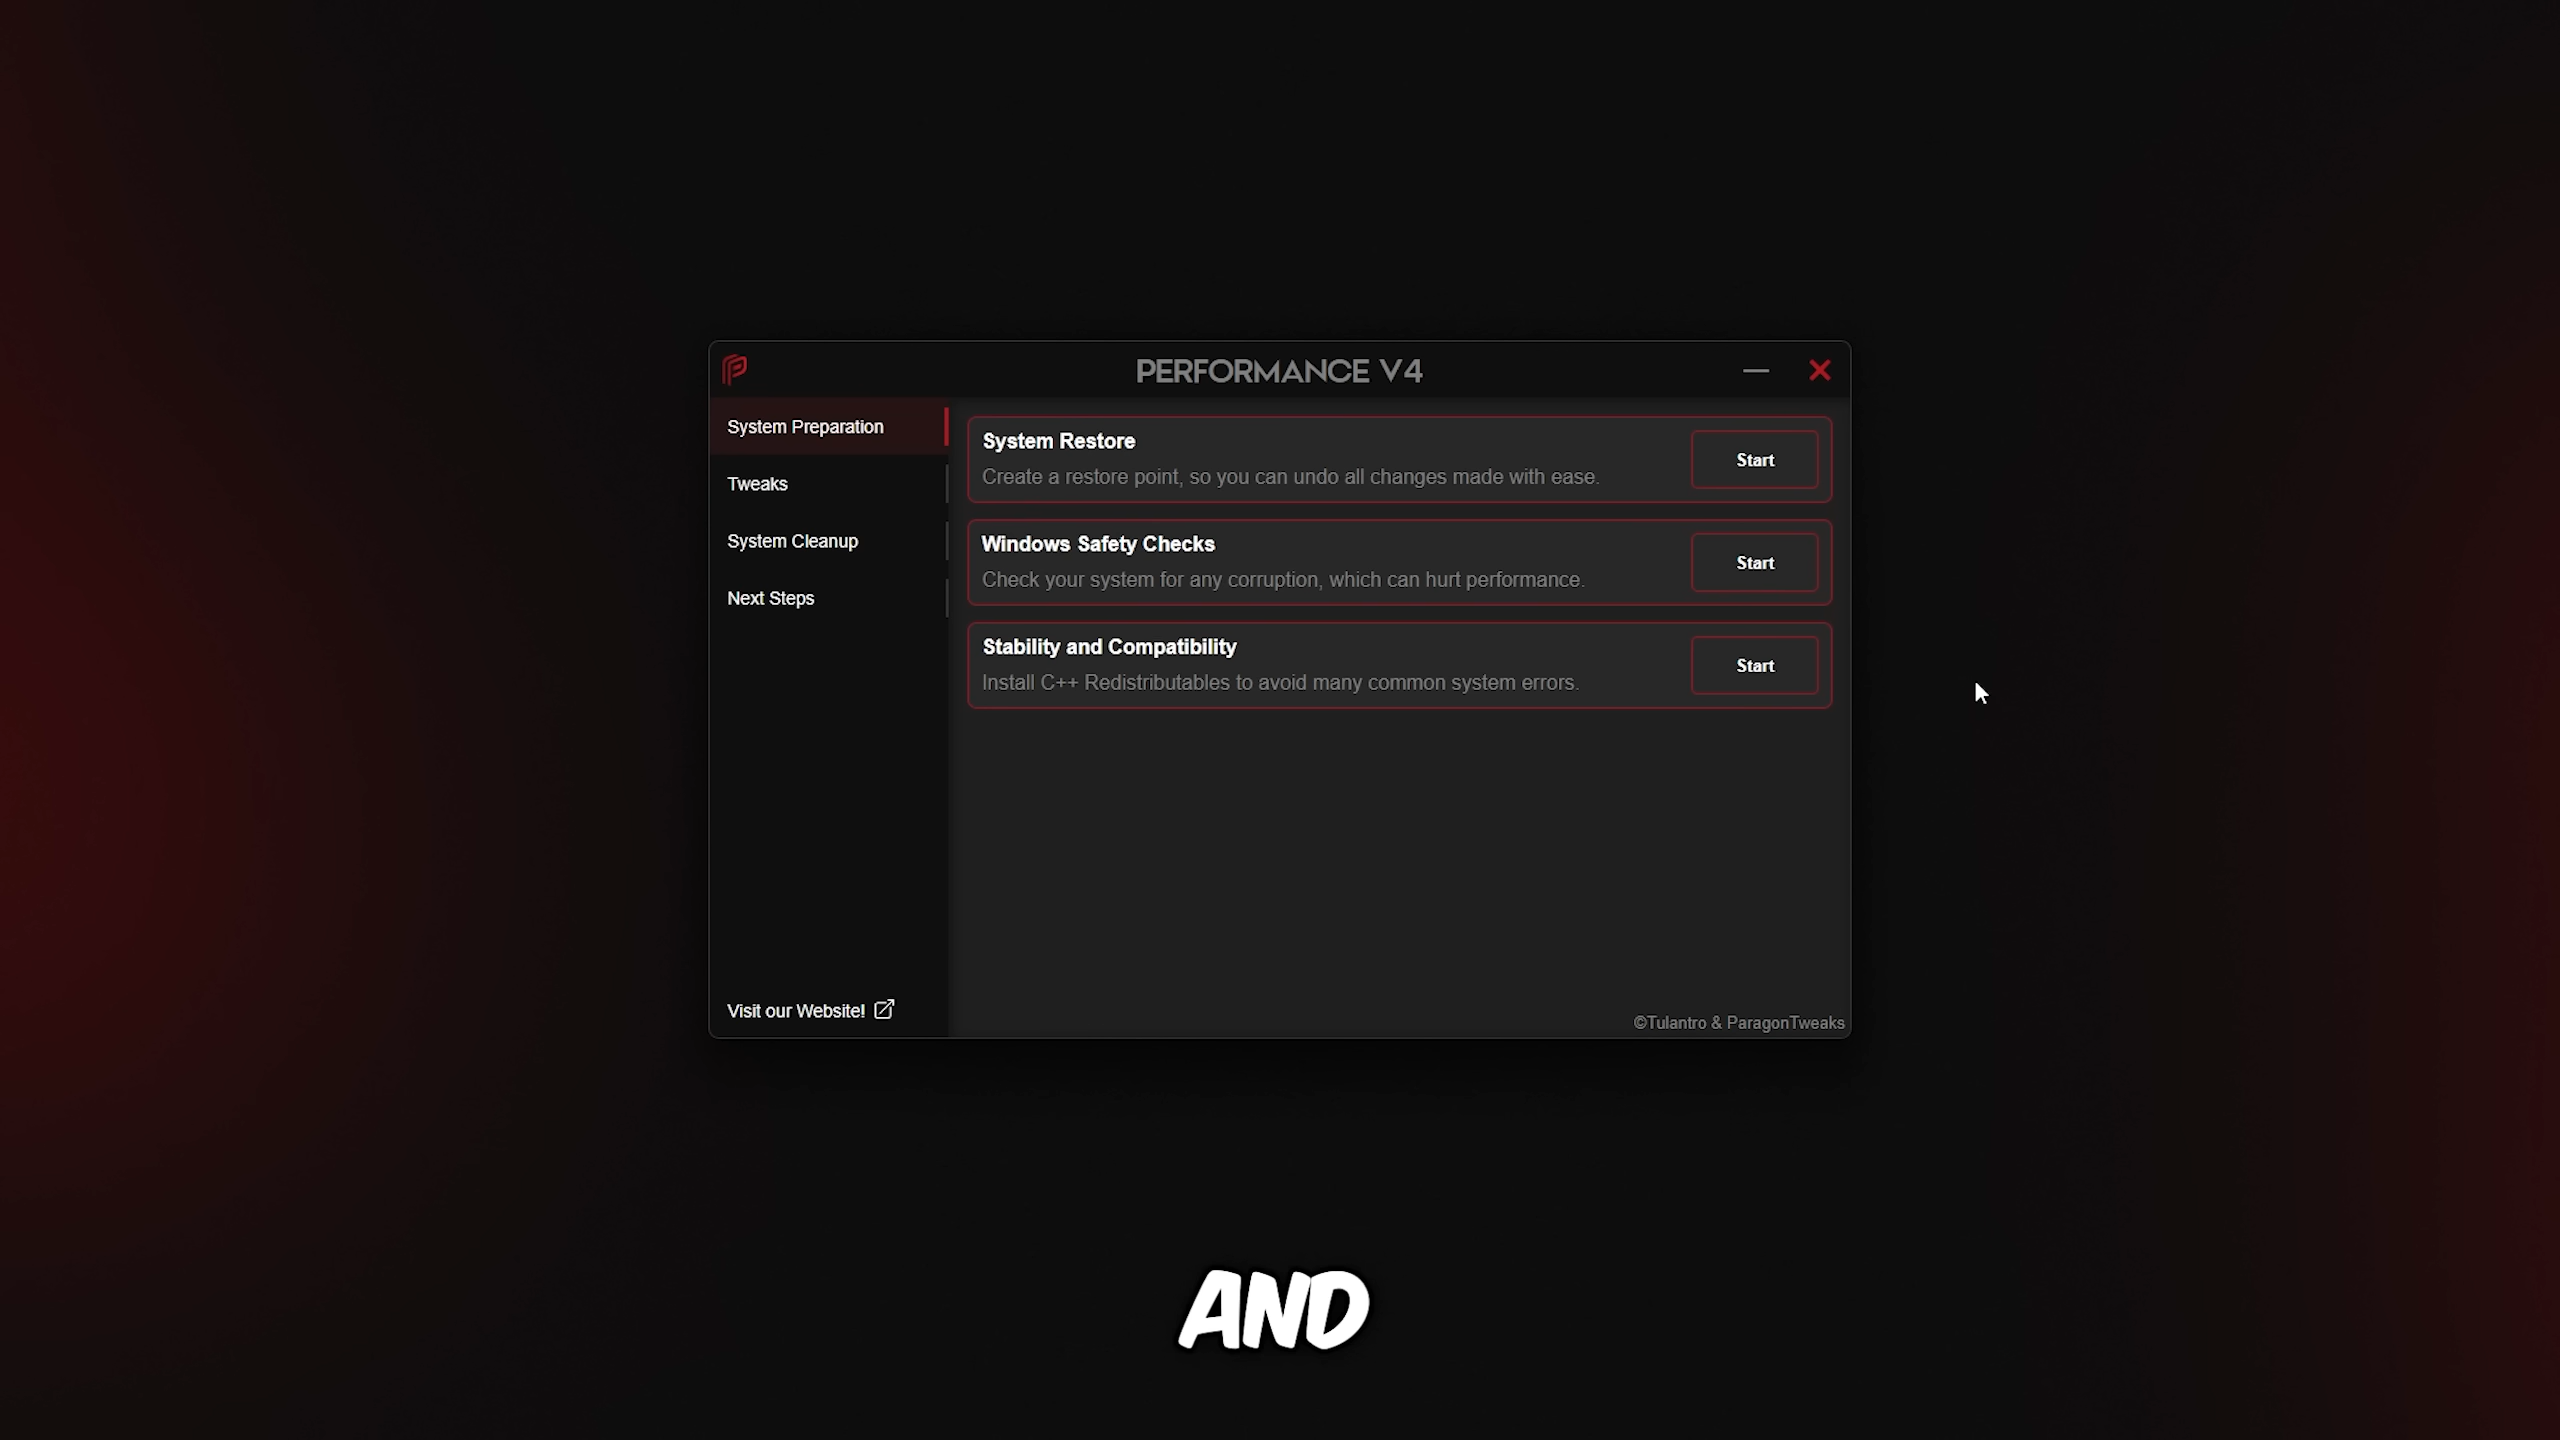 PERFORMANCE V4
System Preparation
Tweaks
System Cleanup
Next Steps
System Restore
Create a restore point, so you can undo all changes made with ease.
Start
Windows Safety Checks
Check your system for any corruption, which can hurt performance.
Start
Stability and Compatibility
Install C++ Redistributables to avoid many common system errors.
Start
Visit our Website!
©Tulantro & ParagonTweaks
AND